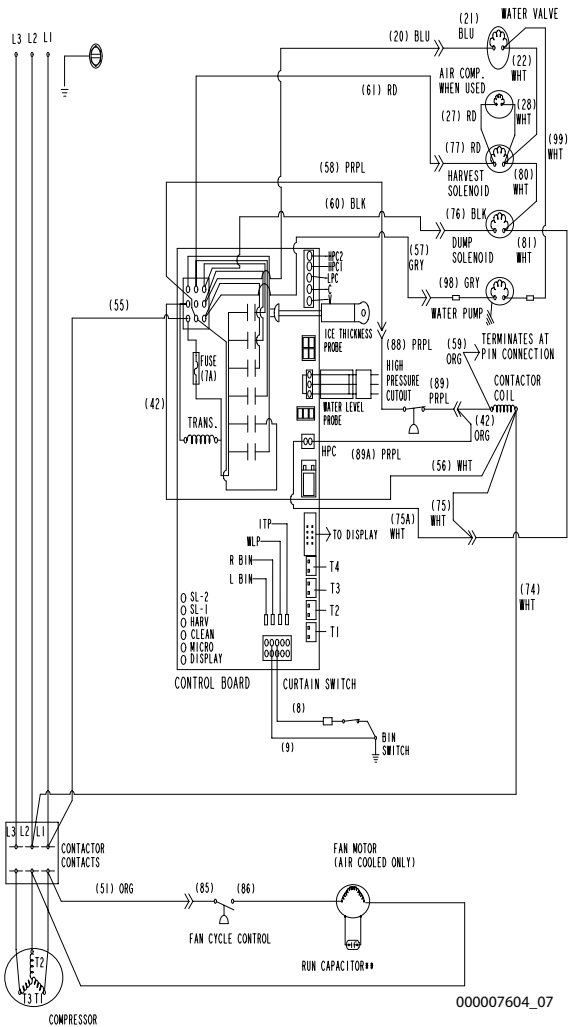 L3 L2 L1
(20) BLU
(21)
BLU
WATER VALVE
(22)
WHT
AIR COMP.
WHEN USED
(61) RD
(27) RD
(28)
WHT
(99)
WHT
(77) RD
(58) PRPL
HARVEST
SOLENOID
(80)
WHT
(60) BLK
(76) BLK
(57)
GRY
DUMP
SOLENOID
(81)
WHT
HPC2
HPC1
LPC
C
V
(98) GRY
WATER PUMP
(55)
ICE THICKNESS
PROBE
(88) PRPL
(59)
ORG
TERMINATES AT
PIN CONNECTION
FUSE
(7A)
HIGH
PRESSURE
CUTOUT
(89)
PRPL
CONTACTOR
COIL
(42)
WATER LEVEL
PROBE
TRANS.
(42)
ORG
HPC
(89A) PRPL
(56) WHT
(75)
WHT
(75A)
WHT
ITP
TO DISPLAY
WLP
R BIN
T4
L BIN
T3
(74)
WHT
SL-2
SL-1
T2
HARV
CLEAN
T1
MICRO
DISPLAY
CONTROL BOARD
CURTAIN SWITCH
(8)
(9)
BIN
SWITCH
L3 L2 L1
CONTACTOR
CONTACTS
FAN MOTOR
(AIR COOLED ONLY)
(51) ORG
(85)
(86)
FAN CYCLE CONTROL
RUN CAPACITOR**
T2
T3 T1
COMPRESSOR
000007604_07